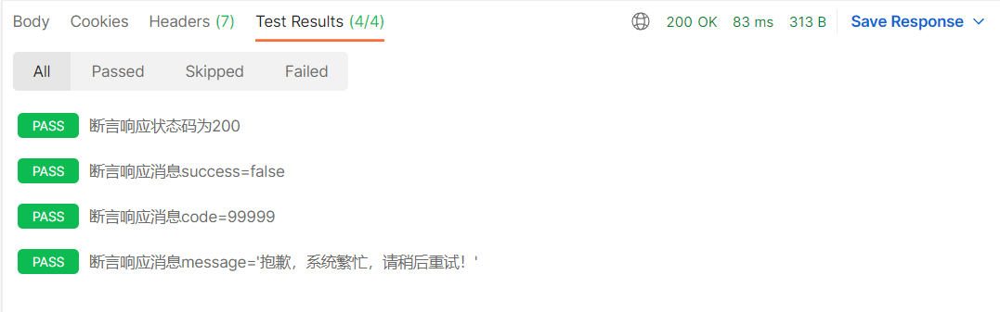 Body Cookies Headers (7) Test Results (4/4) 200 OK 83 ms 313 B Save Response
All Passed Skipped Failed
PASS 断言响应状态码为200
PASS 断言响应消息success=false
PASS 断言响应消息code=99999
PASS 断言响应消息message='抱歉，系统繁忙，请稍后重试！'